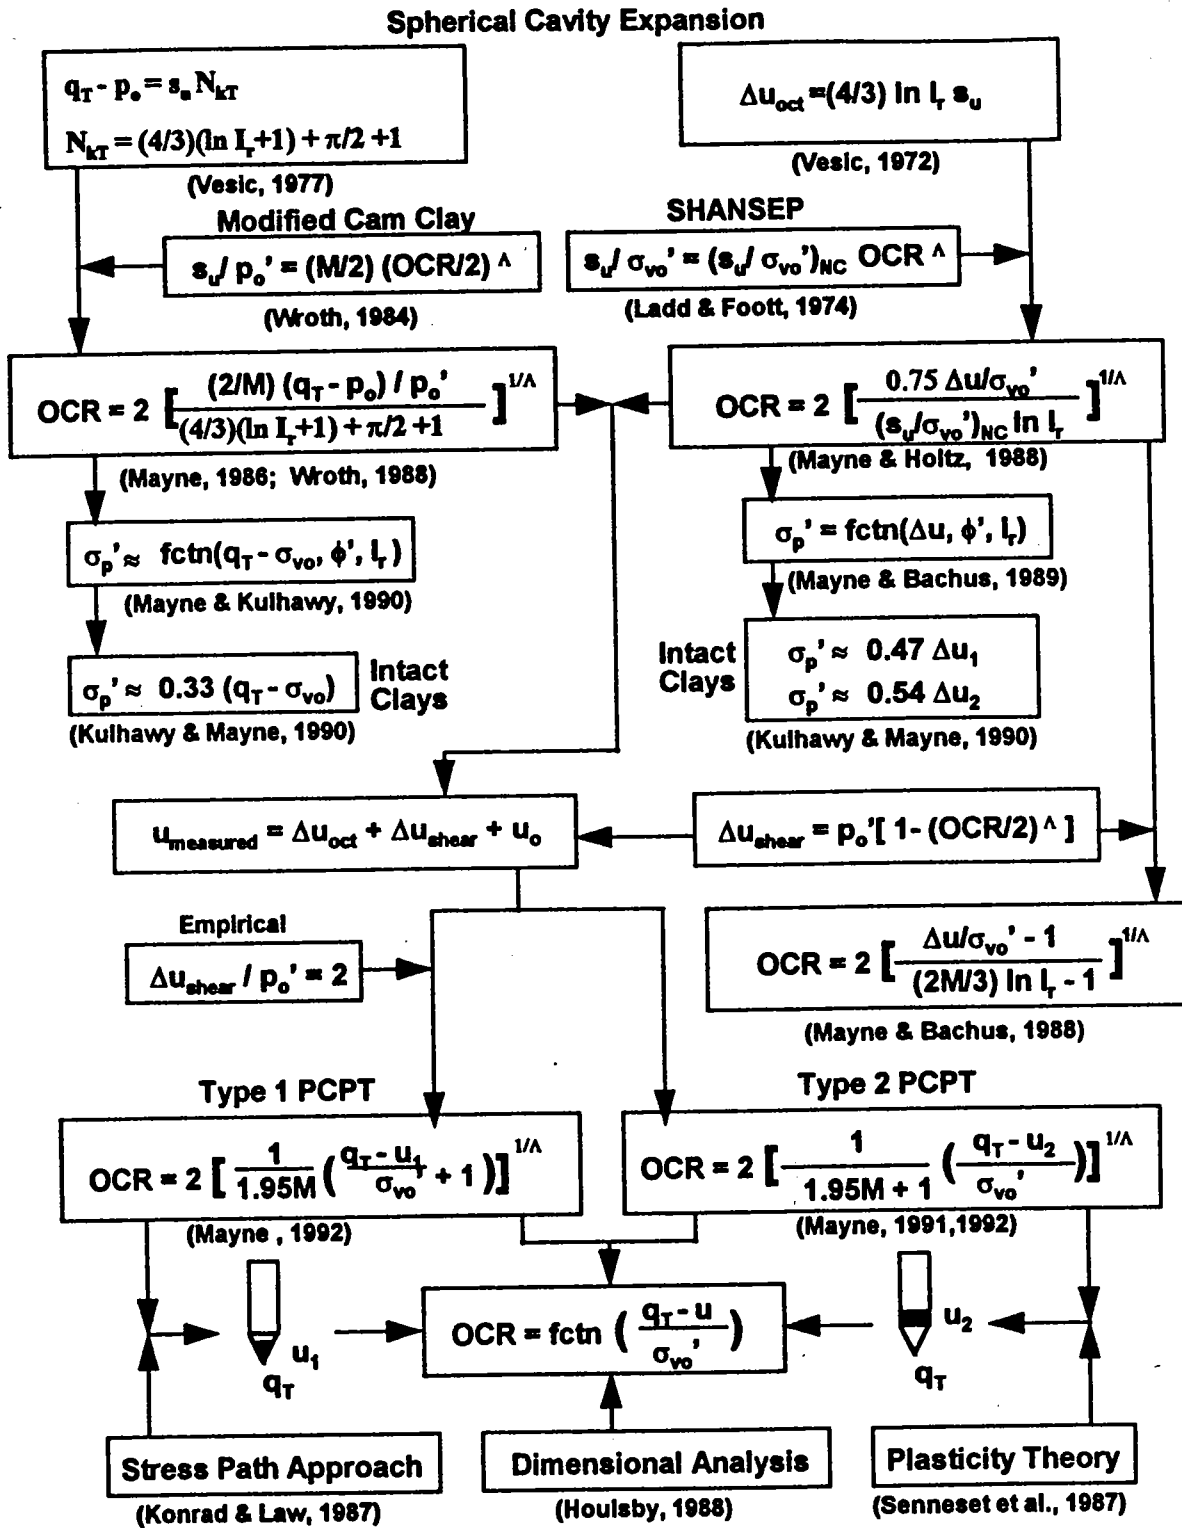 Spherical Cavity Expansion
q_T - p_o = s_u N_kT
N_kT = (4/3)(ln I_r+1) + π/2 +1
(Vesic, 1977)
Δu_oct =(4/3) ln I_r s_u
(Vesic, 1972)
Modified Cam Clay
s_u/ p_o' = (M/2) (OCR/2) ^Λ
(Wroth, 1984)
SHANSEP
s_u/ σ_vo' = (s_u/ σ_vo')_NC OCR ^Λ
(Ladd & Foott, 1974)
OCR = 2 [ (2/M) (q_T - p_o) / p_o' / (4/3)(ln I_r+1) + π/2 +1 ]^1/Λ
(Mayne, 1986; Wroth, 1988)
OCR = 2 [ 0.75 Δu/σ_vo' / (s_u/σ_vo')_NC ln I_r ]^1/Λ
(Mayne & Holtz, 1988)
σ_p' ≈ fctn(q_T - σ_vo, ϕ', I_r)
(Mayne & Kulhawy, 1990)
σ_p' = fctn(Δu, ϕ', I_r)
(Mayne & Bachus, 1989)
σ_p' ≈ 0.33 (q_T - σ_vo)
Intact
Clays
(Kulhawy & Mayne, 1990)
Intact
Clays
σ_p' ≈ 0.47 Δu_1
σ_p' ≈ 0.54 Δu_2
(Kulhawy & Mayne, 1990)
u_measured = Δu_oct + Δu_shear + u_o
Δu_shear = p_o' [ 1- (OCR/2) ^Λ ]
Empirical
Δu_shear / p_o' = 2
OCR = 2 [ Δu/σ_vo' - 1 / (2M/3) ln I_r - 1 ]^1/Λ
(Mayne & Bachus, 1988)
Type 1 PCPT
OCR = 2 [ 1 / 1.95M ( q_T - u_1 / σ_vo' + 1 ) ]^1/Λ
(Mayne , 1992)
Type 2 PCPT
OCR = 2 [ 1 / 1.95M + 1 ( q_T - u_2 / σ_vo' ) ]^1/Λ
(Mayne, 1991,1992)
u_1
q_T
OCR = fctn ( q_T - u / σ_vo' )
u_2
q_T
Stress Path Approach
(Konrad & Law, 1987)
Dimensional Analysis
(Houlsby, 1988)
Plasticity Theory
(Senneset et al., 1987)